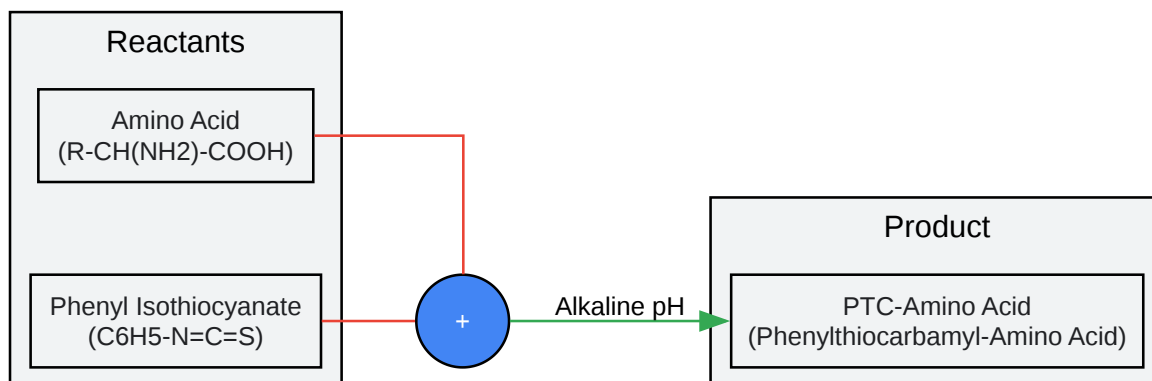 Reactants
Amino Acid
(R-CH(NH2)-COOH)
Product
Phenyl Isothiocyanate
(C6H5-N=C=S)
+
Alkaline pH
PTC-Amino Acid
(Phenylthiocarbamyl-Amino Acid)